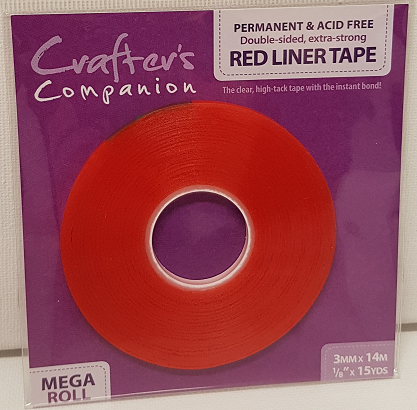 Crafter's
Companion
PERMANENT & ACID FREE
Double-sided, extra-strong
RED LINER TAPE
The clear, high-tack tape with the instant bond!
3MM x 14M
1/8" x 15YDS
MEGA
ROLL